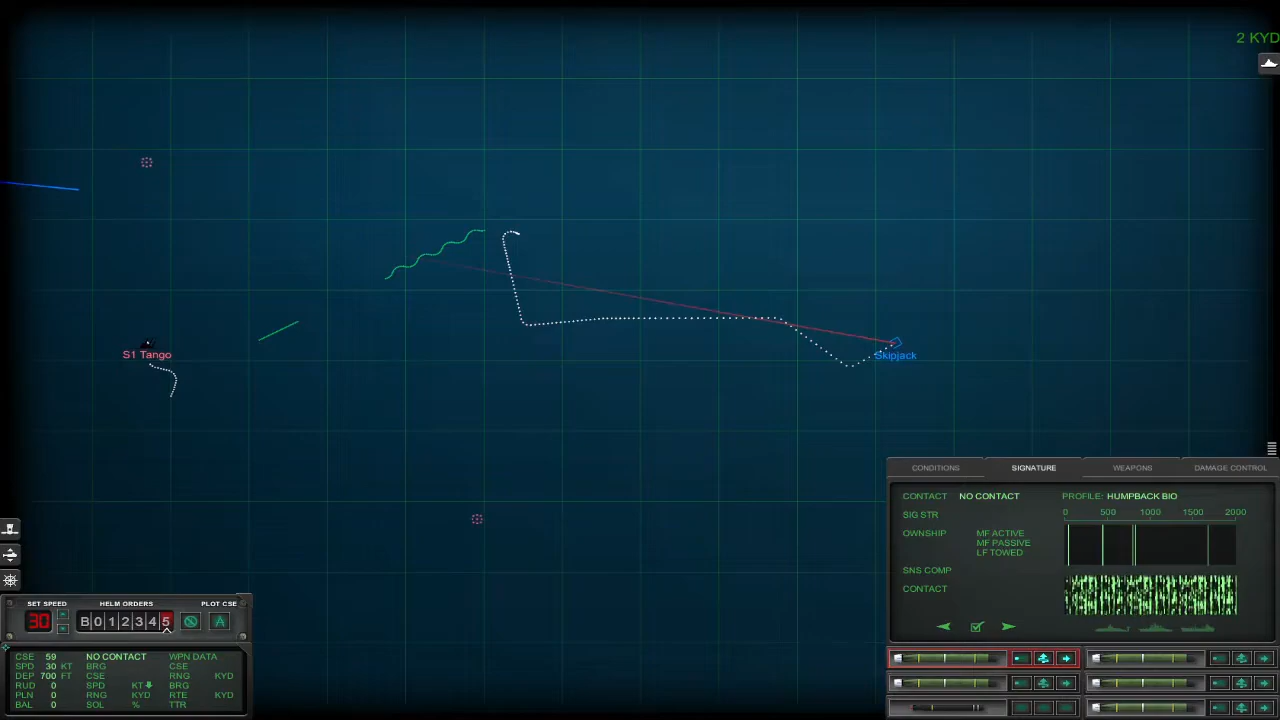 2 KYD
S1 Tango
Skipjack
CONDITIONS SIGNATURE WEAPONS DAMAGE CONTROL
CONTACT NO CONTACT PROFILE: HUMPBACK BIO
SIG STR 0 500 1000 1500 2000
OWNSHIP MF ACTIVE
MF PASSIVE
LF TOWED
SNS COMP
CONTACT
SET SPEED HELM ORDERS PLOT CSE
30 B 0 1 2 3 4 5 A
CSE 59 NO CONTACT WPN DATA
SPD 30 KT BRG CSE
DEP 700 FT CSE RNG KYD
RUD 0 SPD KT BRG
PLN 0 RNG KYD RTE KYD
BAL 0 SOL % TTR